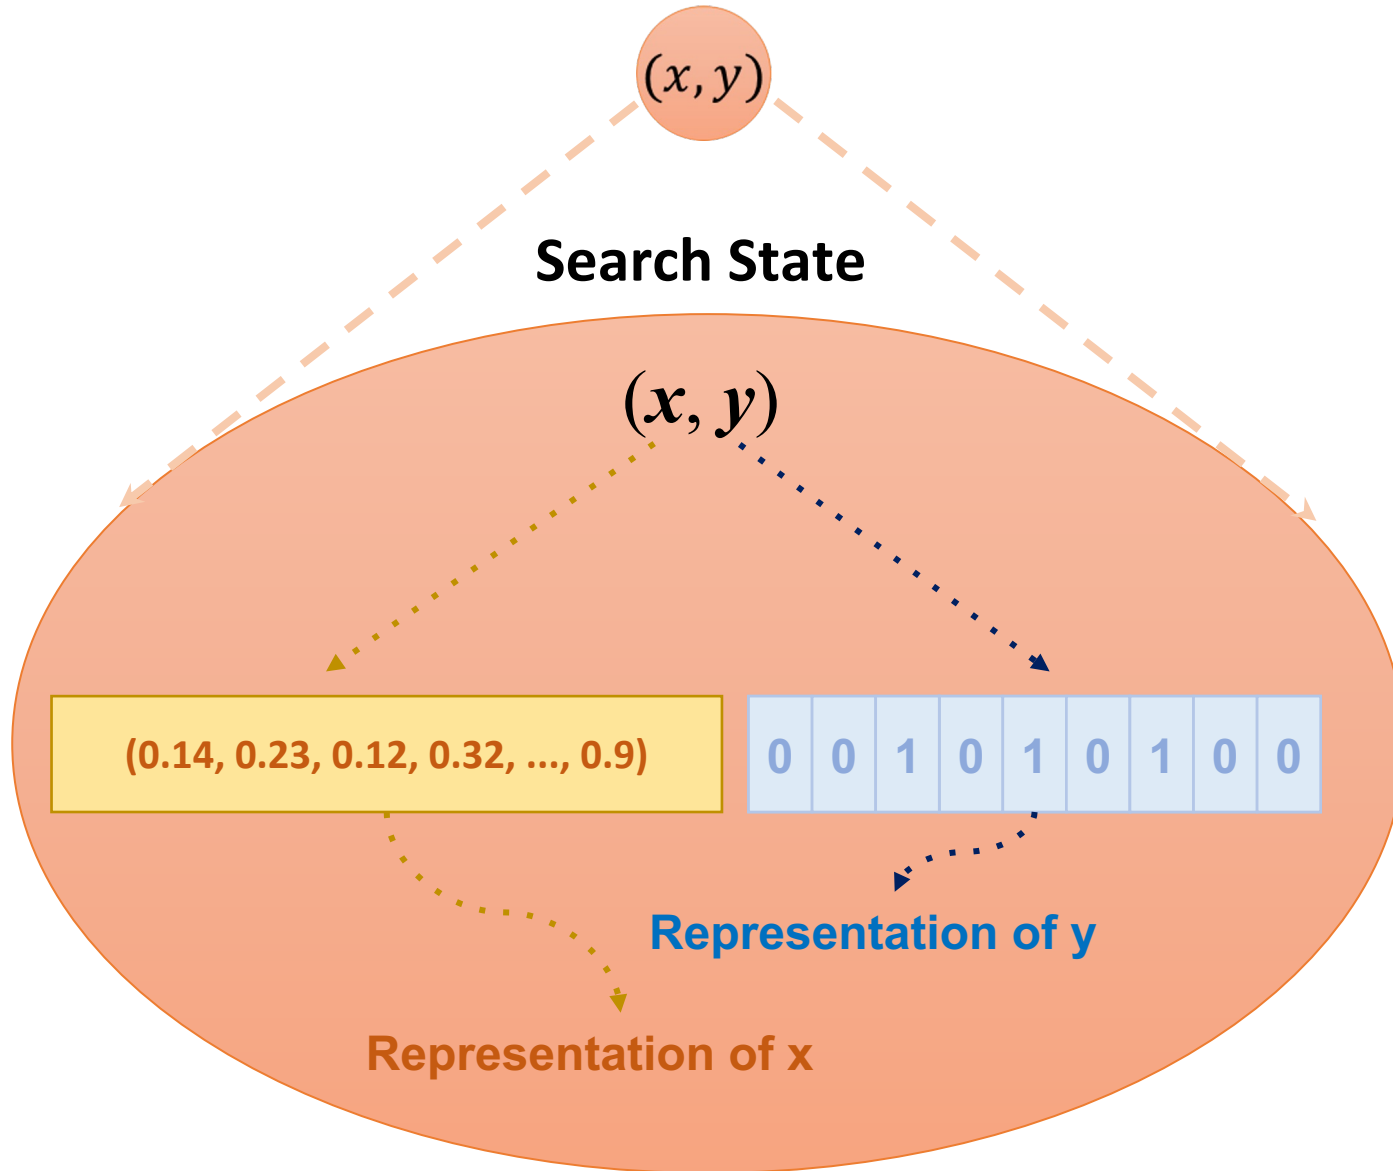 (x, y)
Search State
(x, y)
(0.14, 0.23, 0.12, 0.32, ..., 0.9)
0 0 1 0 1 0 1 0 0
Representation of y
Representation of x